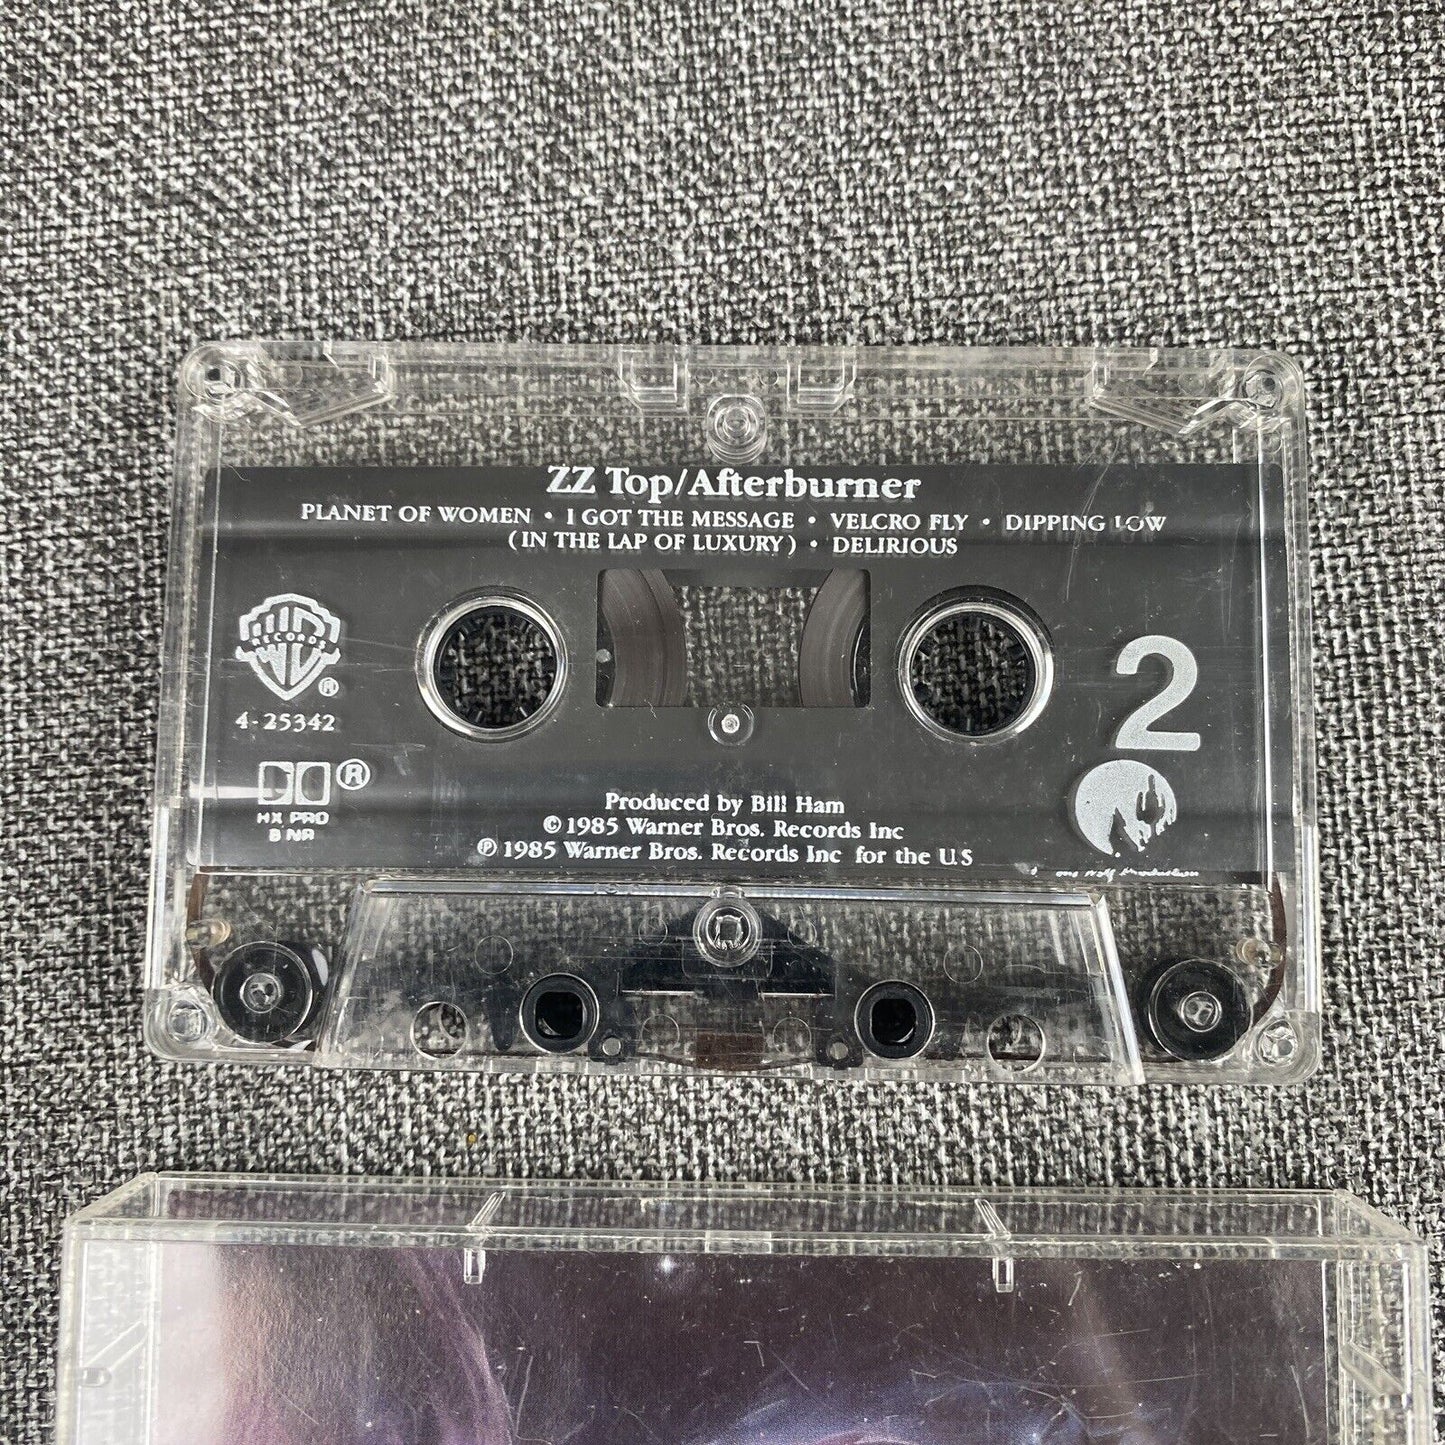 ZZ Top/Afterburner
PLANET OF WOMEN • I GOT THE MESSAGE • VELCRO FLY • DIPPING LOW
(IN THE LAP OF LUXURY) • DELIRIOUS
RECORDS
®
4-25342
2
®
HX PRO
B NR
Produced by Bill Ham
© 1985 Warner Bros. Records Inc
℗ 1985 Warner Bros. Records Inc for the U S